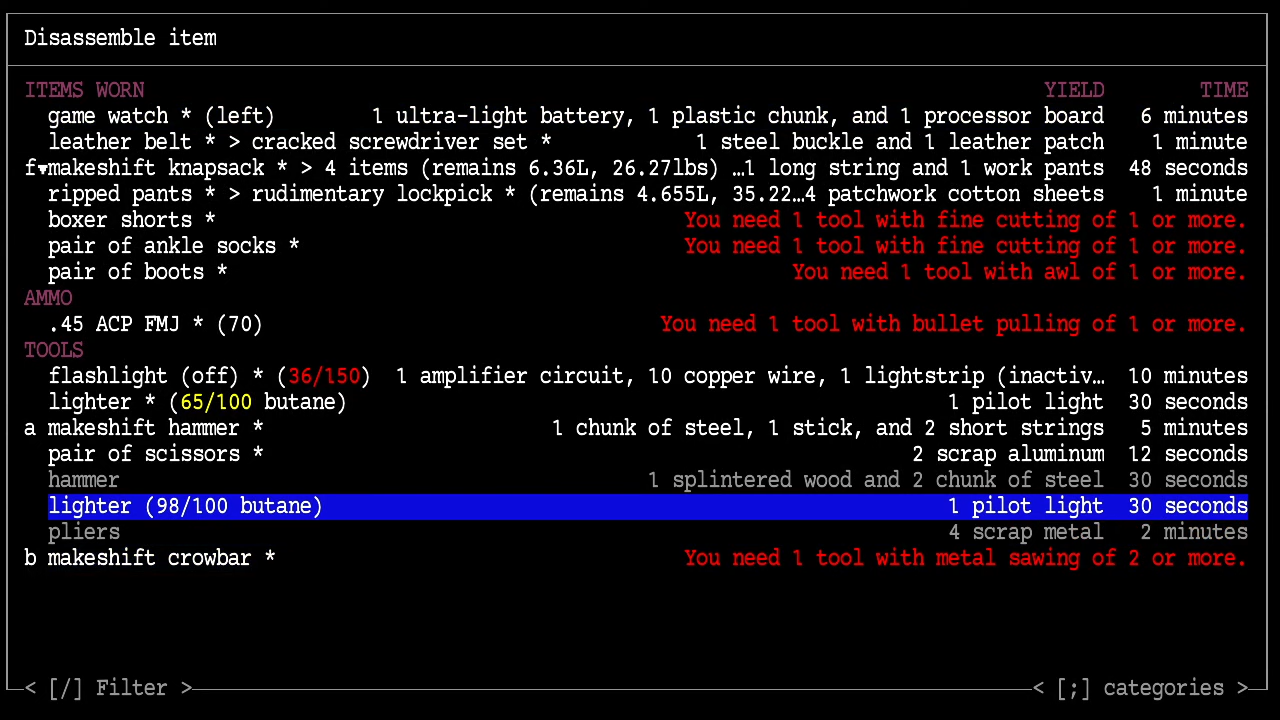 Disassemble item
ITEMS WORN YIELD TIME
game watch * (left) 1 ultra-light battery, 1 plastic chunk, and 1 processor board 6 minutes
leather belt * > cracked screwdriver set * 1 steel buckle and 1 leather patch 1 minute
f▾makeshift knapsack * > 4 items (remains 6.36L, 26.27lbs) …1 long string and 1 work pants 48 seconds
ripped pants * > rudimentary lockpick * (remains 4.655L, 35.22…4 patchwork cotton sheets 1 minute
boxer shorts * You need 1 tool with fine cutting of 1 or more.
pair of ankle socks * You need 1 tool with fine cutting of 1 or more.
pair of boots * You need 1 tool with awl of 1 or more.
AMMO
.45 ACP FMJ * (70) You need 1 tool with bullet pulling of 1 or more.
TOOLS
flashlight (off) * (36/150) 1 amplifier circuit, 10 copper wire, 1 lightstrip (inactiv… 10 minutes
lighter * (65/100 butane) 1 pilot light 30 seconds
a makeshift hammer * 1 chunk of steel, 1 stick, and 2 short strings 5 minutes
pair of scissors * 2 scrap aluminum 12 seconds
hammer 1 splintered wood and 2 chunk of steel 30 seconds
lighter (98/100 butane) 1 pilot light 30 seconds
pliers 4 scrap metal 2 minutes
b makeshift crowbar * You need 1 tool with metal sawing of 2 or more.
< [/] Filter > < [;] categories >